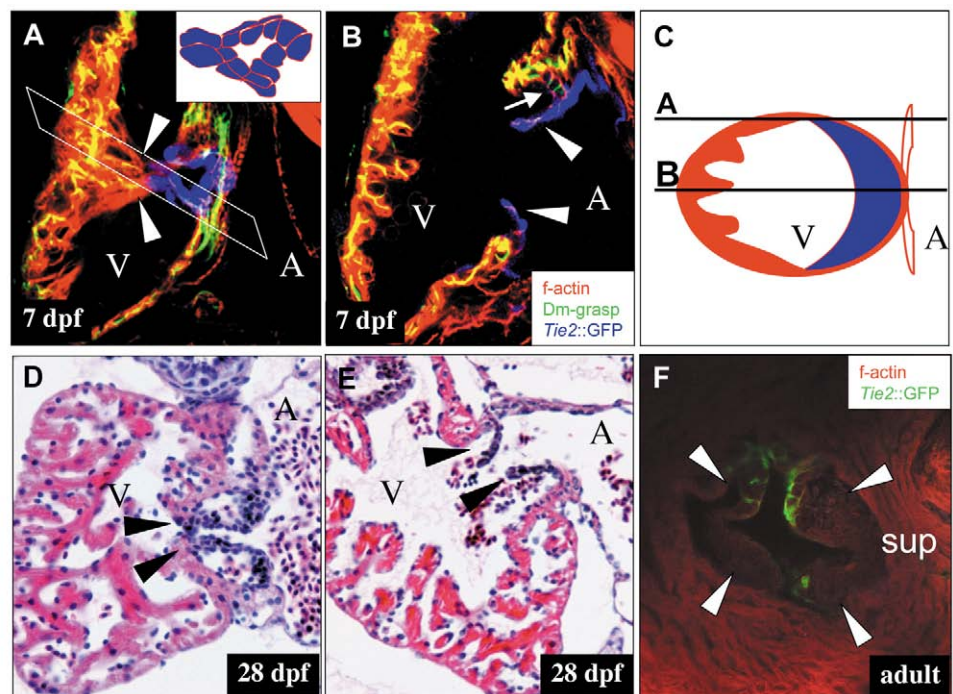 A
V
A
7 dpf
B
V
A
f-actin
Dm-grasp
Tie2::GFP
7 dpf
C
A
B
V
A
D
A
V
28 dpf
E
A
V
28 dpf
F
f-actin
Tie2::GFP
sup
adult